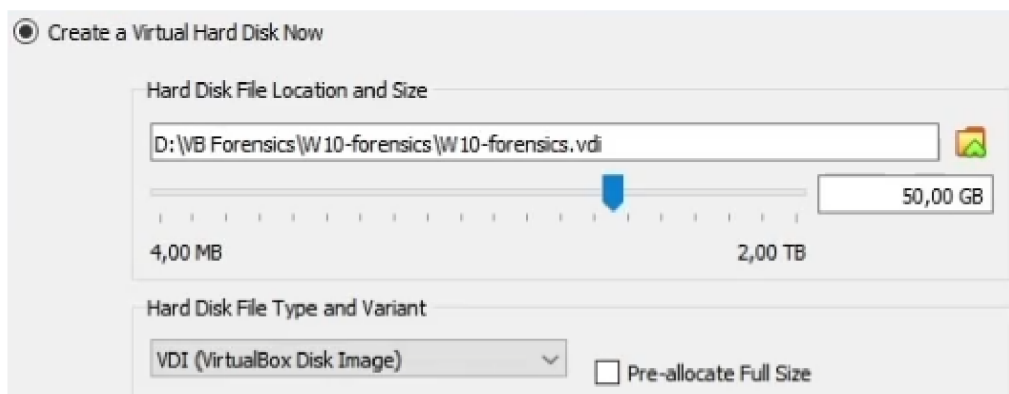 Create a Virtual Hard Disk Now
Hard Disk File Location and Size
D:\VB Forensics\W10-forensics\W10-forensics.vdi
50,00 GB
4,00 MB 2,00 TB
Hard Disk File Type and Variant
VDI (VirtualBox Disk Image)
Pre-allocate Full Size